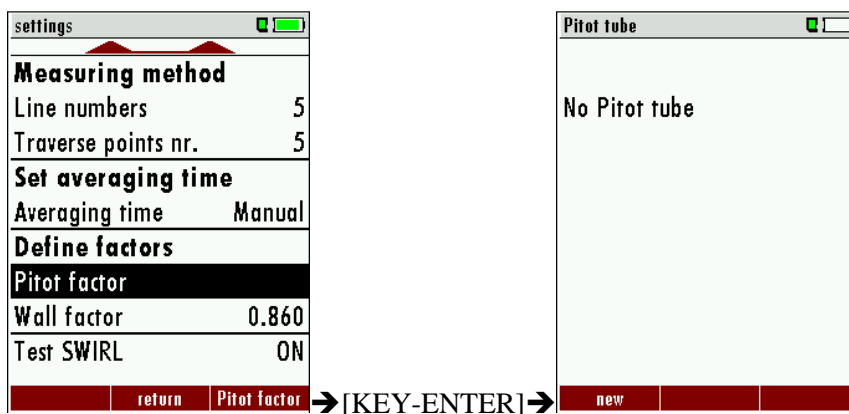 settings
Measuring method
Line numbers 5
Traverse points nr. 5
Set averaging time
Averaging time Manual
Define factors
Pitot factor
Wall factor 0.860
Test SWIRL ON
return Pitot factor
➔[KEY-ENTER]➔
Pitot tube
No Pitot tube
new